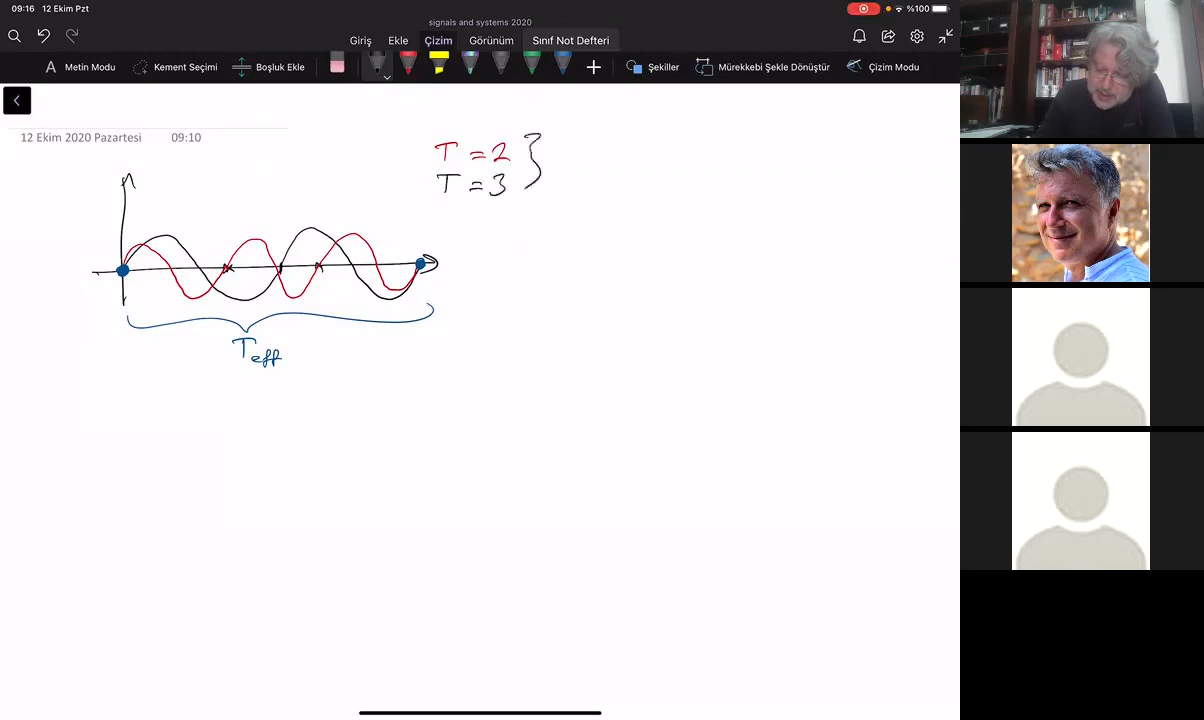 09:16 12 Ekim Pzt
%100
signals and systems 2020
Giriş Ekle Çizim Görünüm Sınıf Not Defteri
A Metin Modu Kement Seçimi Boşluk Ekle Şekiller Mürekkebi Şekle Dönüştür Çizim Modu
12 Ekim 2020 Pazartesi 09:10
T = 2
T = 3
Teff